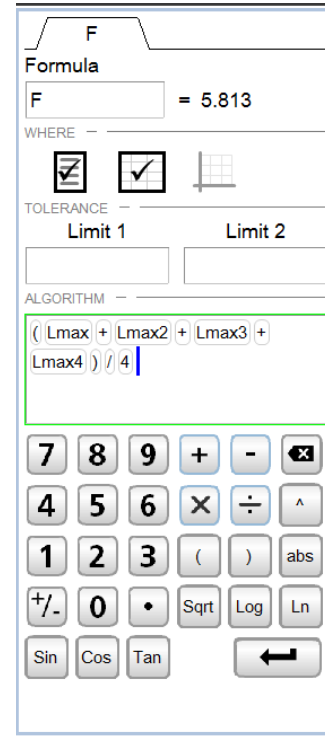 F
Formula
F = 5.813
WHERE
TOLERANCE
Limit 1 Limit 2
ALGORITHM
( Lmax + Lmax2 + Lmax3 +
Lmax4 ) / 4
7 8 9 + -
4 5 6 × ÷ ^
1 2 3 ( ) abs
+/- 0 • Sqrt Log Ln
Sin Cos Tan